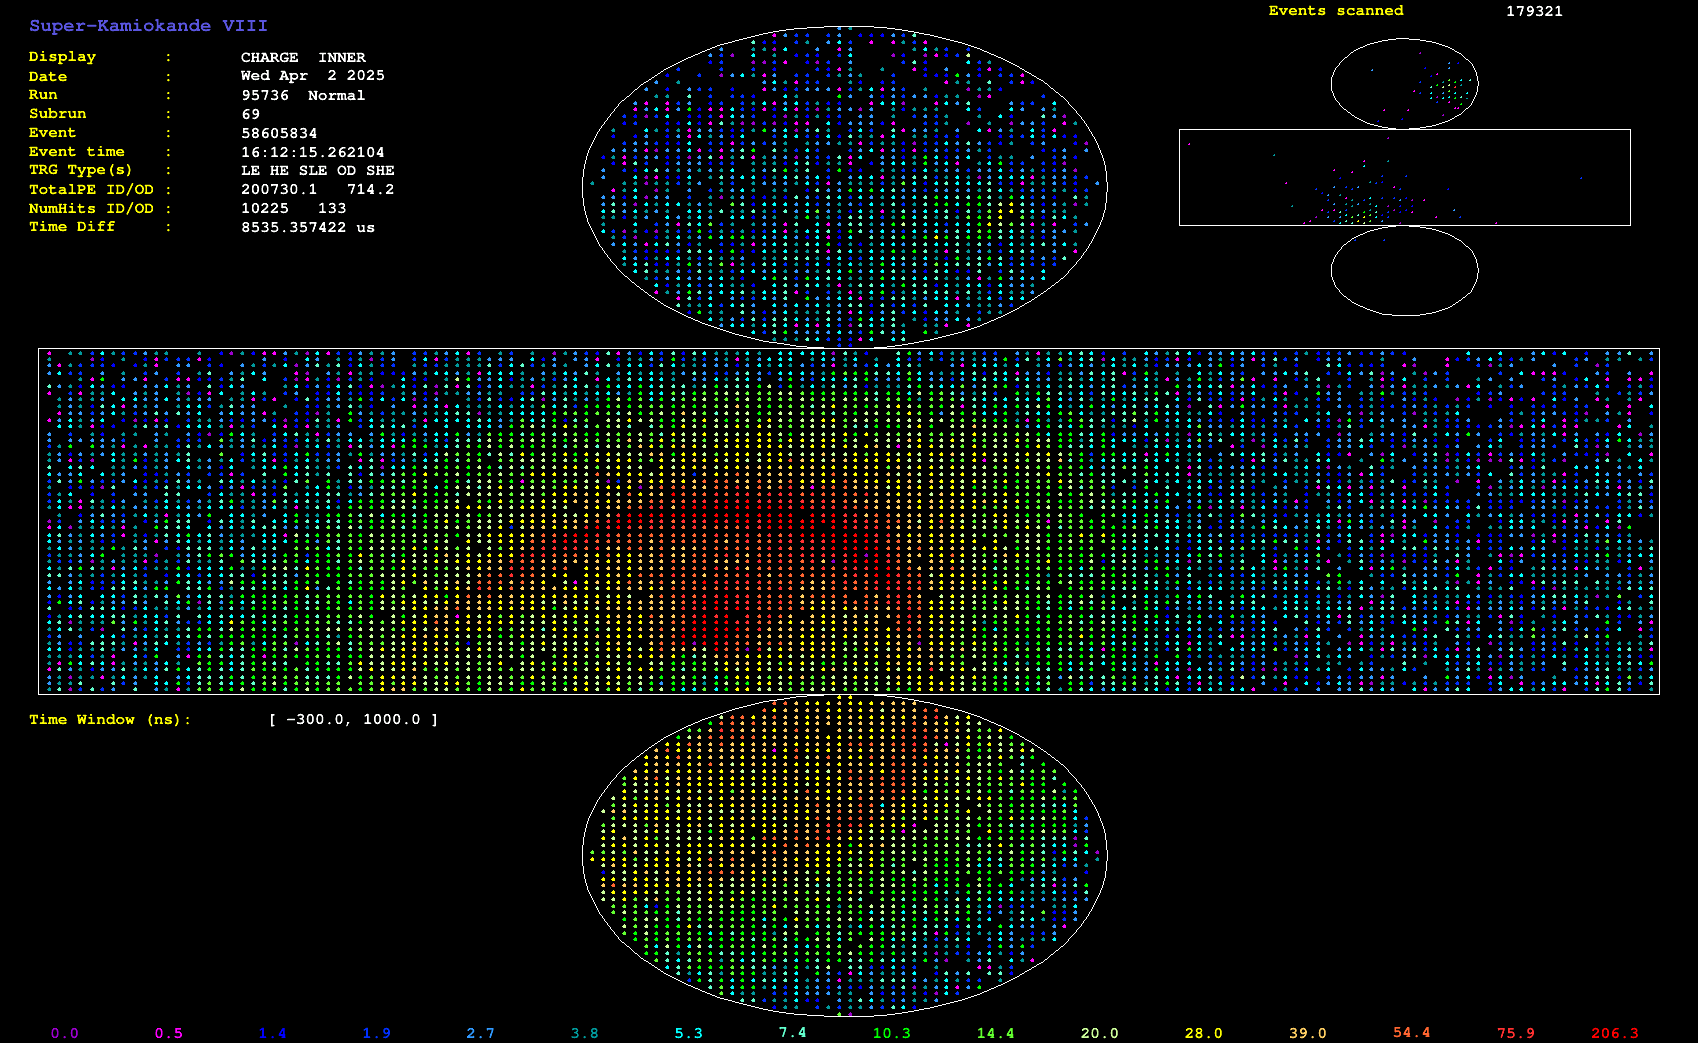 Super-Kamiokande VIII
Events scanned 179321
Display : CHARGE INNER
Date : Wed Apr 2 2025
Run : 95736 Normal
Subrun : 69
Event : 58605834
Event time : 16:12:15.262104
TRG Type(s) : LE HE SLE OD SHE
TotalPE ID/OD : 200730.1 714.2
NumHits ID/OD : 10225 133
Time Diff : 8535.357422 us
Time Window (ns): [ -300.0, 1000.0 ]
0.0 0.5 1.4 1.9 2.7 3.8 5.3 7.4 10.3 14.4 20.0 28.0 39.0 54.4 75.9 206.3